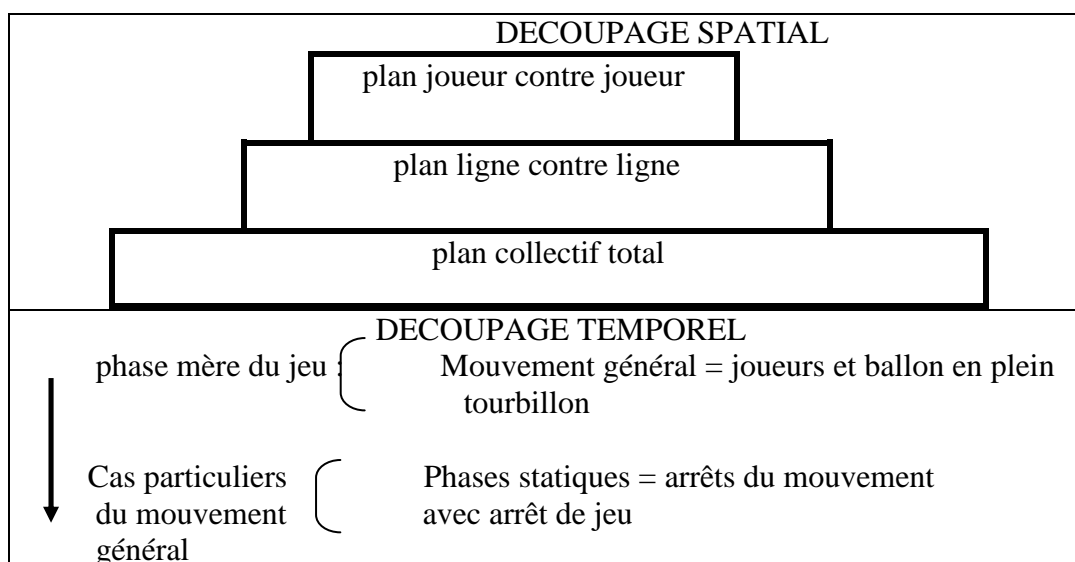 DECOUPAGE SPATIAL
plan joueur contre joueur
plan ligne contre ligne
plan collectif total
DECOUPAGE TEMPOREL
phase mère du jeu : Mouvement général = joueurs et ballon en plein
tourbillon
Cas particuliers Phases statiques = arrêts du mouvement
du mouvement avec arrêt de jeu
général